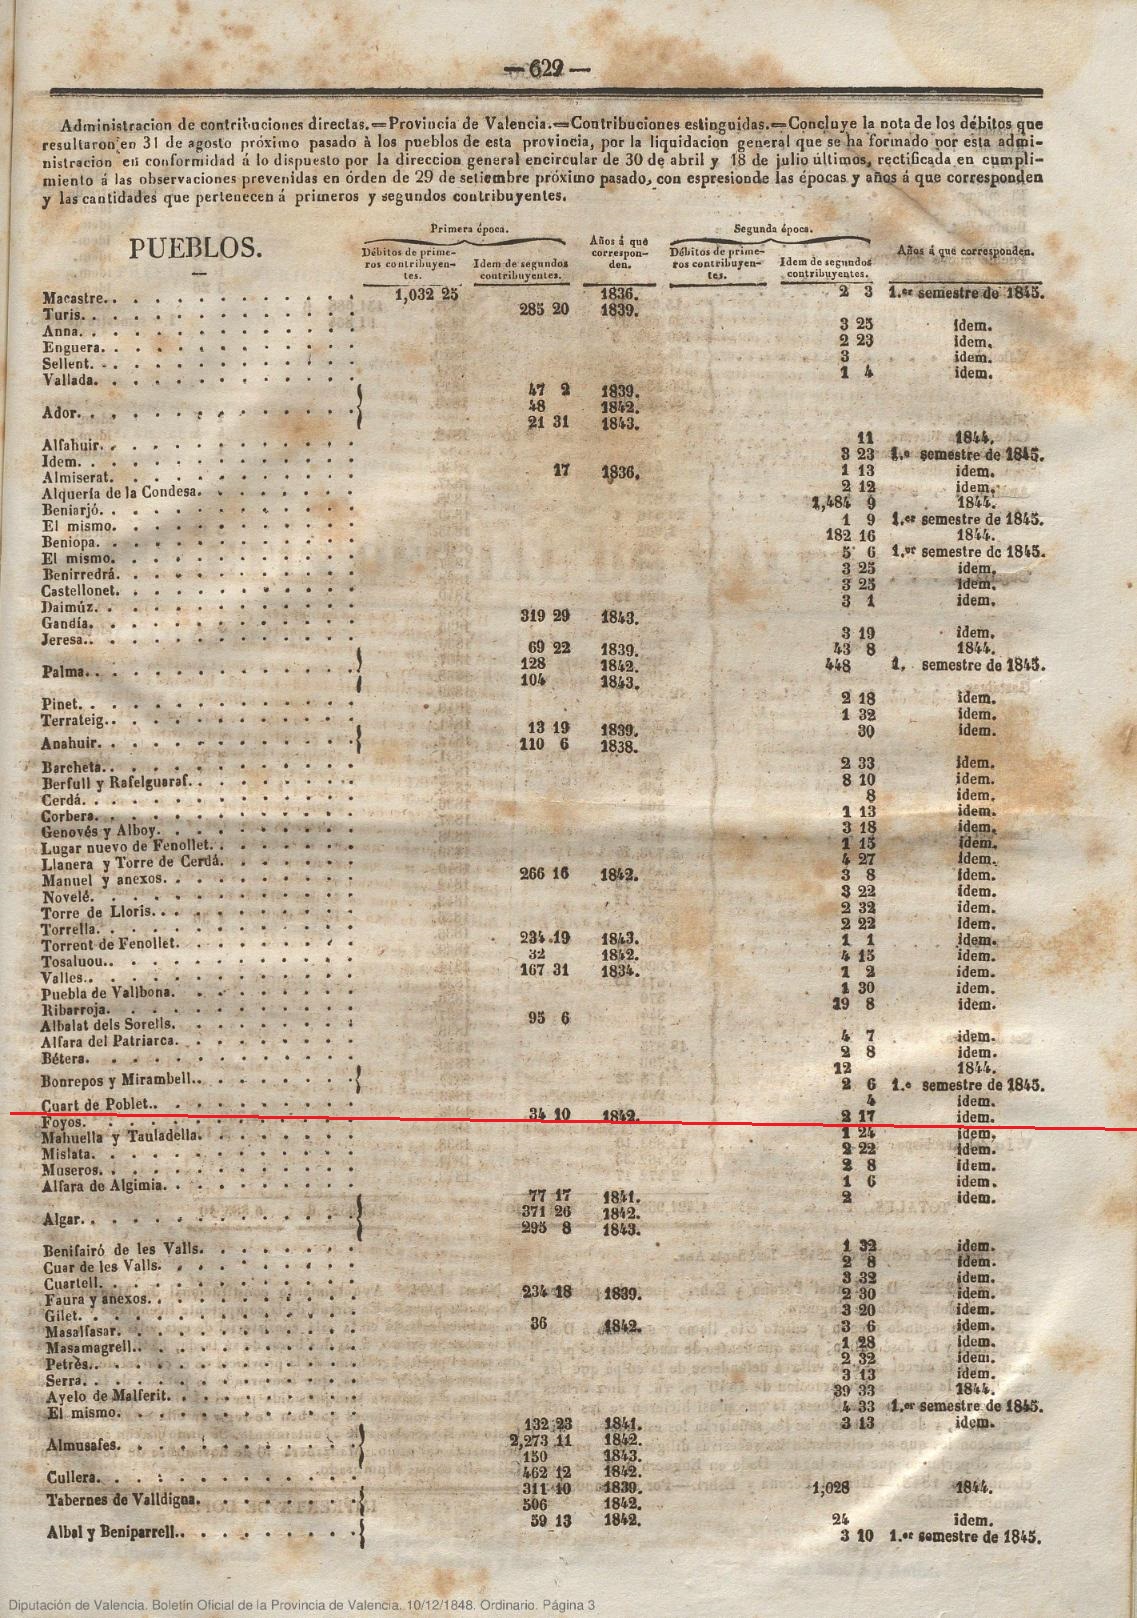 — 629 —
Administracion de contribuciones directas.=Provincia de Valencia.=Contribuciones estinguidas.=Concluye la nota de los débitos que
resultaron en 31 de agosto próximo pasado à los pueblos de esta provincia, por la liquidacion general que se ha formado por esta admi-
nistracion en conformidad á lo dispuesto por la direccion general encircular de 30 de abril y 18 de julio últimos, rectificada en cumpli-
miento á las observaciones prevenidas en órden de 29 de setiembre próximo pasado, con espresionde las épocas y años á que corresponden
y las cantidades que pertenecen á primeros y segundos contribuyentes.
PUEBLOS.
Primera época.
Débitos de prime-
ros contribuyen-
tes.
Idem de segundos
contribuyentes.
Años á que
correspon-
den.
Segunda época.
Débitos de prime-
ros contribuyen-
tes.
Idem de segundos
contribuyentes.
Años á que corresponden.
Macastre. 1,032 25 1836. 2 3 1.er semestre de 1845.
Turis. 285 20 1839.
Anna. 3 25 idem.
Enguera. 2 23 idem.
Sellent. 3 idem.
Vallada. 1 4 idem.
Ador. 47 2 1839.
48 1842.
21 31 1843.
Alfahuir. 11 1844.
Idem. 3 23 1.º semestre de 1845.
Almiserat. 17 1836. 1 13 idem.
Alquería de la Condesa. 2 12 idem.
Beniarjó. 1,484 9 1844.
El mismo. 1 9 1.er semestre de 1845.
Beniopa. 182 16 1844.
El mismo. 5 6 1.er semestre de 1845.
Benirredrá. 3 25 idem.
Castellonet. 3 25 idem.
Daimúz. 3 1 idem.
Gandía. 319 29 1843.
Jeresa. 3 19 idem.
Palma. 69 22 1839. 43 8 1844.
128 1842. 448 1. semestre de 1845.
104 1843.
Pinet. 2 18 idem.
Terrateig. 1 32 idem.
Anahuir. 13 19 1839. 30 idem.
110 6 1838.
Barcheta. 2 33 idem.
Berfull y Rafelguaraf. 8 10 idem.
Cerdá. 8 idem.
Corbera. 1 13 idem.
Genovés y Alboy. 3 18 idem.
Lugar nuevo de Fenollet. 1 15 idem.
Llanera y Torre de Cerdá. 4 27 idem.
Manuel y anexos. 266 16 1842. 3 8 idem.
Novelé. 3 22 idem.
Torre de Lloris. 2 32 idem.
Torrella. 2 22 idem.
Torrent de Fenollet. 234 19 1843. 1 1 idem.
Tosaluou. 32 1842. 4 15 idem.
Valles. 167 31 1834. 1 2 idem.
Puebla de Vallbona. 1 30 idem.
Ribarroja. 19 8 idem.
Albalat dels Sorells. 95 6
Alfara del Patriarca. 4 7 idem.
Bétera. 2 8 idem.
Bonrepos y Mirambell. 12 1844.
2 6 1.º semestre de 1845.
Cuart de Poblet. 4 idem.
Foyos. 34 10 1842. 2 17 idem.
Mahuella y Tauladella. 1 24 idem.
Mislata. 2 22 idem.
Museros. 2 8 idem.
Alfara de Algimia. 1 6 idem.
Algar. 77 17 1841. 2 idem.
371 26 1842.
295 8 1843.
Benifairó de les Valls. 1 32 idem.
Cuar de les Valls. 2 8 idem.
Cuartell. 3 32 idem.
Faura y anexos. 234 18 1839. 2 30 idem.
Gilet. 3 20 idem.
Masalfasar. 36 1842. 3 6 idem.
Masamagrell. 1 28 idem.
Petrès. 2 32 idem.
Serra. 3 13 idem.
Ayelo de Malferit. 39 33 1844.
El mismo. 4 33 1.er semestre de 1845.
Almusafes. 132 23 1841. 3 13 idem.
2,273 11 1842.
150 1843.
Cullera. 462 12 1842.
Tabernes de Valldigna. 311 10 1839. 1,028 1844.
506 1842.
Albal y Beniparrell. 59 13 1842. 24 idem.
3 10 1.er semestre de 1845.
Diputación de Valencia. Boletín Oficial de la Provincia de Valencia. 10/12/1848. Ordinario. Página 3